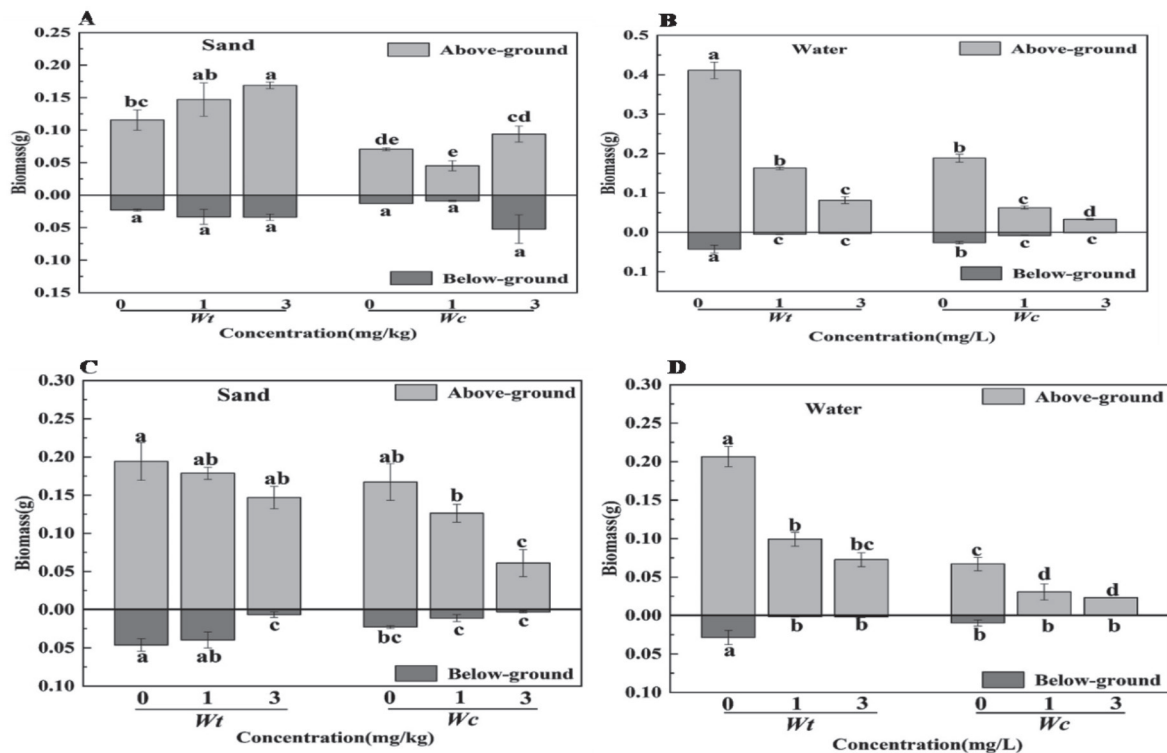 A
Sand
Above-ground
Biomass(g)
0.25
0.20
0.15
0.10
0.05
0.00
0.05
0.10
0.15
bc
ab
a
de
e
cd
a
a
a
a
a
a
Below-ground
0 1 3 0 1 3
Wt Wc
Concentration(mg/kg)
B
Water
Above-ground
Biomass(g)
0.5
0.4
0.3
0.2
0.1
0.0
0.1
a
b
c
b
c
d
a
c
c
b
c
c
Below-ground
0 1 3 0 1 3
Wt Wc
Concentration(mg/L)
C
Sand
Above-ground
Biomass(g)
0.30
0.25
0.20
0.15
0.10
0.05
0.00
0.05
0.10
a
ab
ab
ab
b
c
a
ab
c
bc
c
c
Below-ground
0 1 3 0 1 3
Wt Wc
Concentration(mg/kg)
D
Water
Above-ground
Biomass(g)
0.30
0.25
0.20
0.15
0.10
0.05
0.00
0.05
0.10
a
b
bc
c
d
d
a
b
b
b
b
b
Below-ground
0 1 3 0 1 3
Wt Wc
Concentration(mg/L)